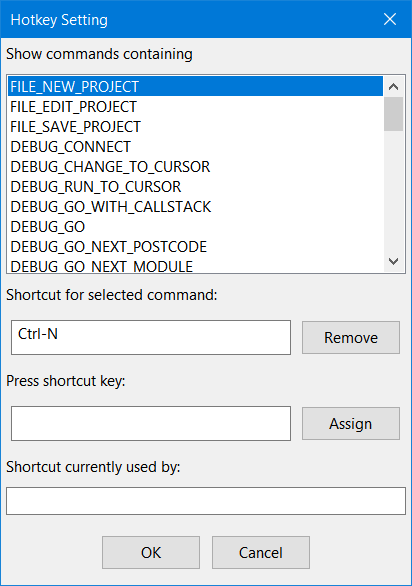 Hotkey Setting
Show commands containing
FILE_NEW_PROJECT
FILE_EDIT_PROJECT
FILE_SAVE_PROJECT
DEBUG_CONNECT
DEBUG_CHANGE_TO_CURSOR
DEBUG_RUN_TO_CURSOR
DEBUG_GO_WITH_CALLSTACK
DEBUG_GO
DEBUG_GO_NEXT_POSTCODE
DEBUG_GO_NEXT_MODULE
Shortcut for selected command:
Ctrl-N
Remove
Press shortcut key:
Assign
Shortcut currently used by:
OK Cancel